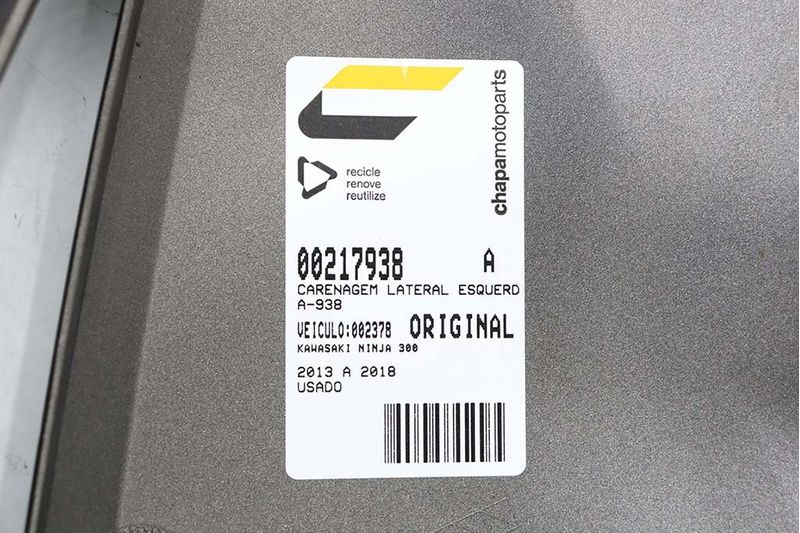 chapamotoparts
recicle
renove
reutilize
00217938 A
CARENAGEM LATERAL ESQUERD
A-938
VEICULO:002378 ORIGINAL
KAWASAKI NINJA 300
2013 A 2018
USADO